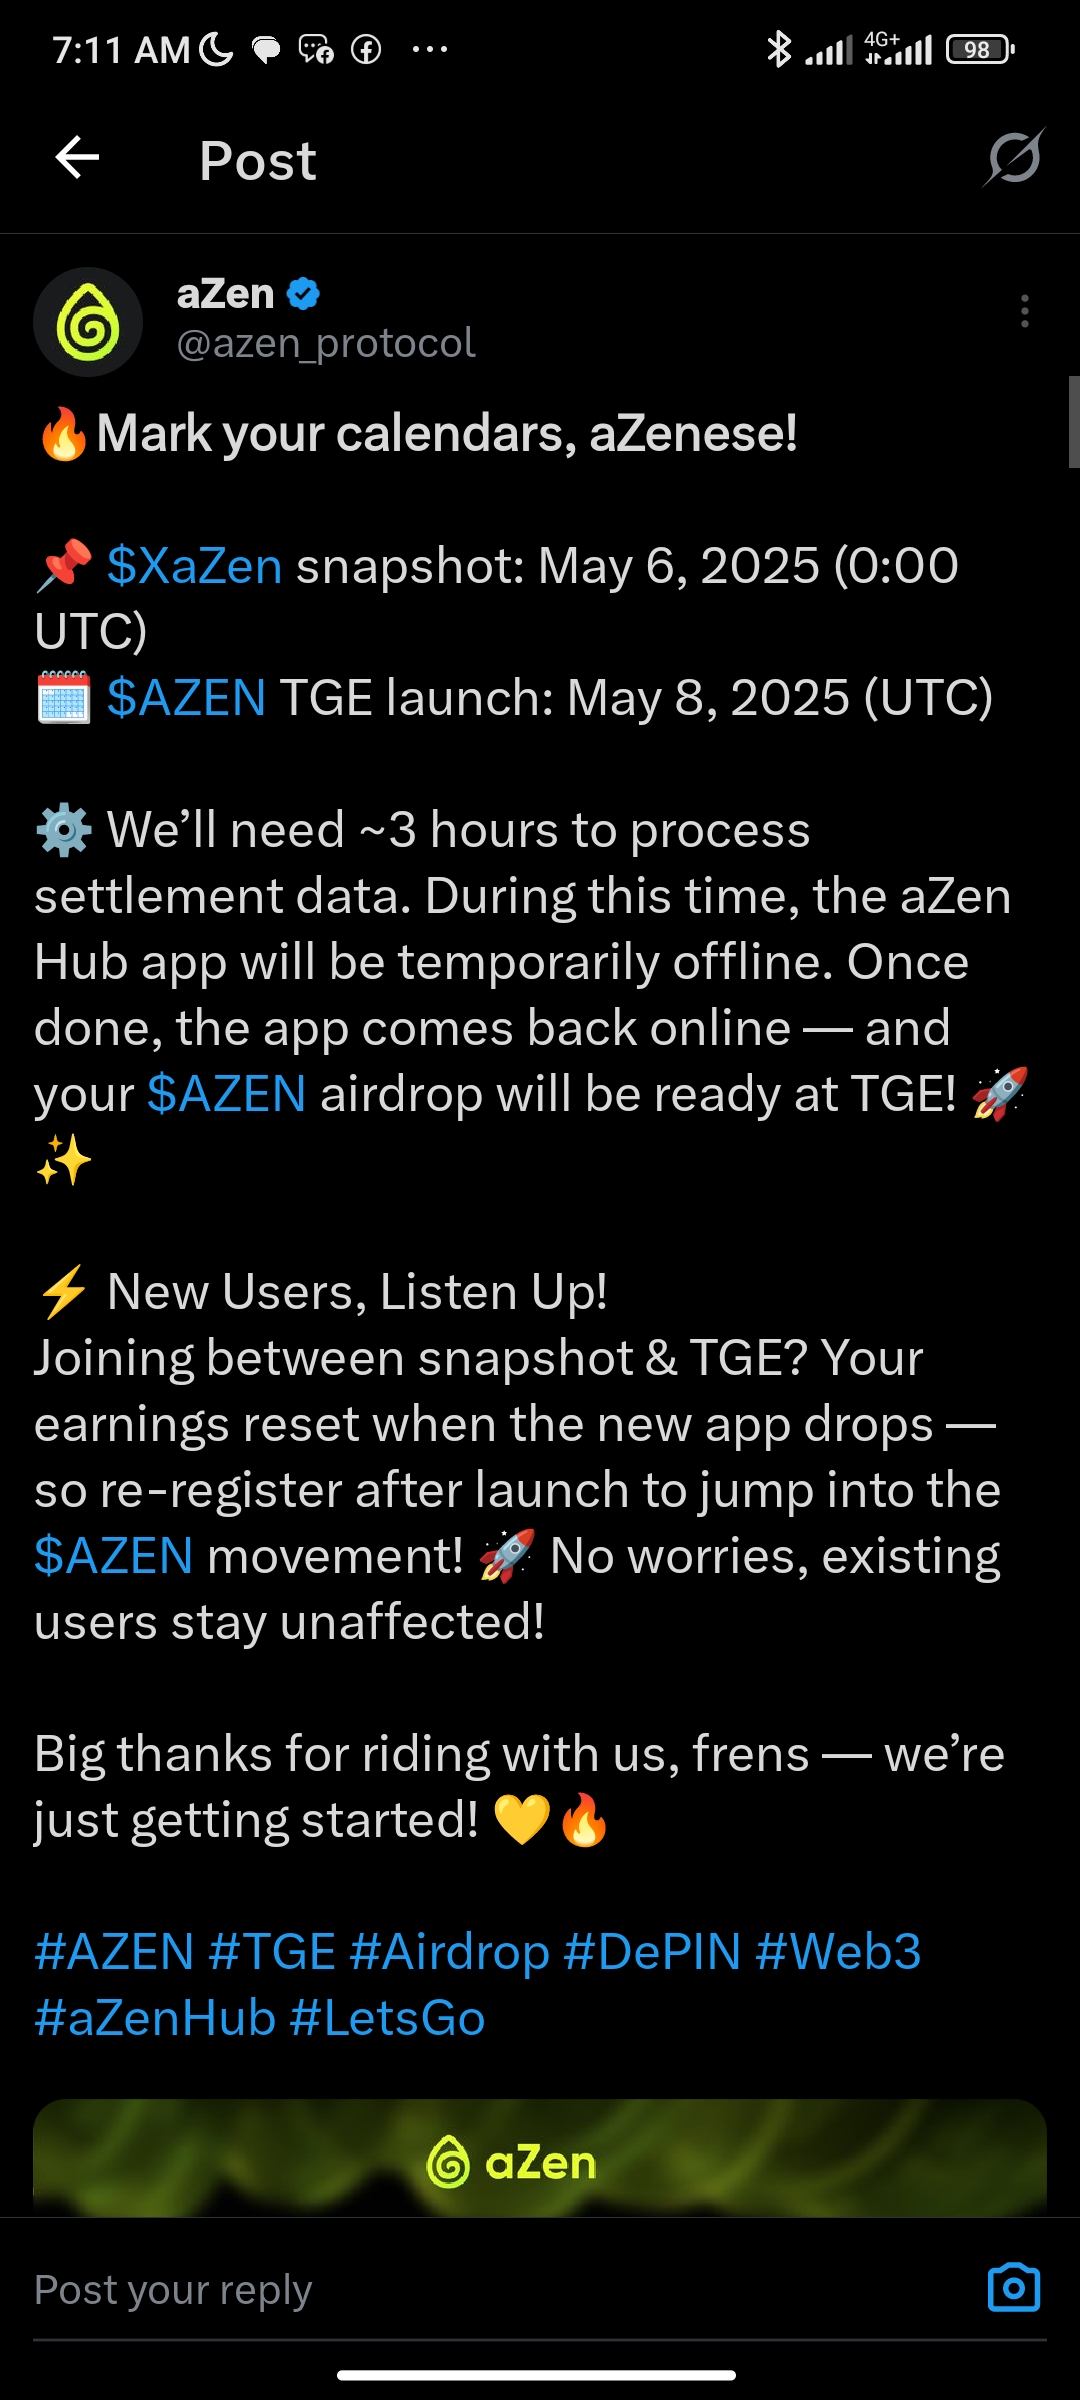 7:11 AM
4G+
98
Post
aZen
@azen_protocol
🔥Mark your calendars, aZenese!
📌 $XaZen snapshot: May 6, 2025 (0:00
UTC)
🗓️ $AZEN TGE launch: May 8, 2025 (UTC)
⚙️ We’ll need ~3 hours to process
settlement data. During this time, the aZen
Hub app will be temporarily offline. Once
done, the app comes back online — and
your $AZEN airdrop will be ready at TGE! 🚀
✨
⚡ New Users, Listen Up!
Joining between snapshot & TGE? Your
earnings reset when the new app drops —
so re-register after launch to jump into the
$AZEN movement! 🚀 No worries, existing
users stay unaffected!
Big thanks for riding with us, frens — we’re
just getting started! 💛🔥
#AZEN #TGE #Airdrop #DePIN #Web3
#aZenHub #LetsGo
aZen
Post your reply